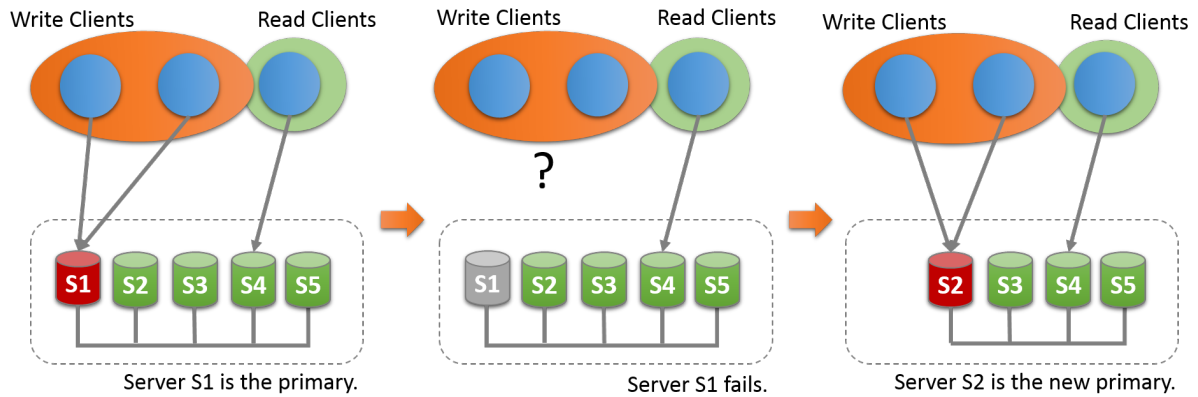 Write Clients
Read Clients
S1
S2
S3
S4
S5
Server S1 is the primary.
Write Clients
Read Clients
?
S1
S2
S3
S4
S5
Server S1 fails.
Write Clients
Read Clients
S2
S3
S4
S5
Server S2 is the new primary.